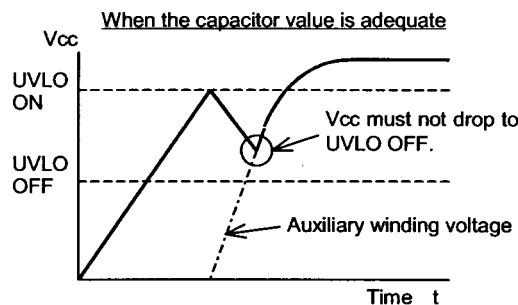 When the capacitor value is adequate
Vcc
UVLO
ON
Vcc must not drop to
UVLO OFF.
UVLO
OFF
Auxiliary winding voltage
Time t